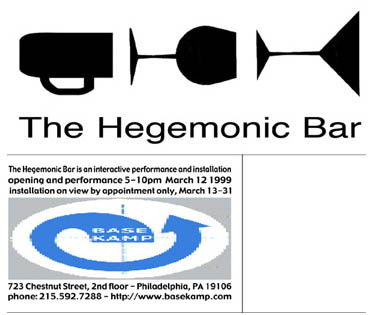 The Hegemonic Bar
The Hegemonic Bar is an interactive performance and installation
opening and performance 5-10pm March 12 1999
installation on view by appointment only, March 13-31
BASE
KAMP
723 Chestnut Street, 2nd floor - Philadelphia, PA 19106
phone: 215.592.7288 - http://www.basekamp.com